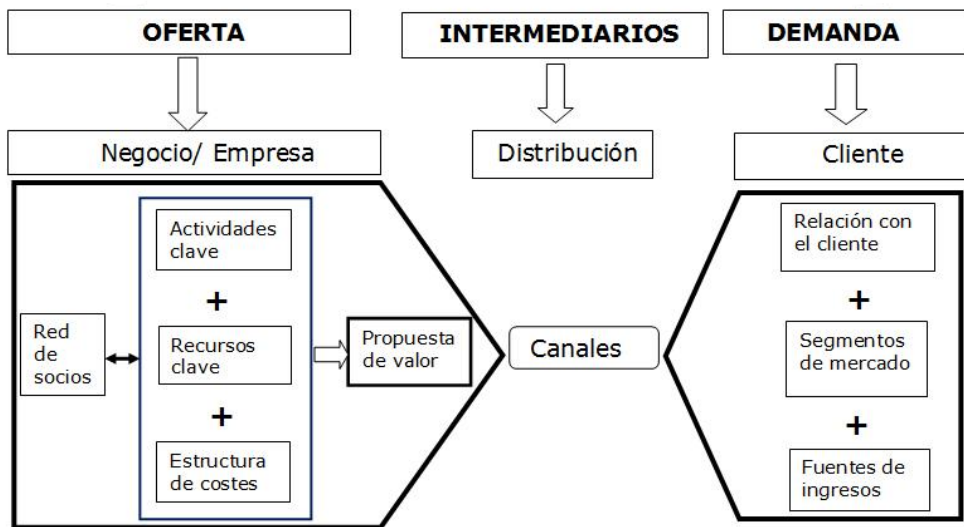 OFERTA
INTERMEDIARIOS
DEMANDA
Negocio/ Empresa
Distribución
Cliente
Actividades
clave
+
Recursos
clave
+
Estructura
de costes
Red
de
socios
Propuesta
de valor
Canales
Relación con
el cliente
+
Segmentos
de mercado
+
Fuentes de
ingresos